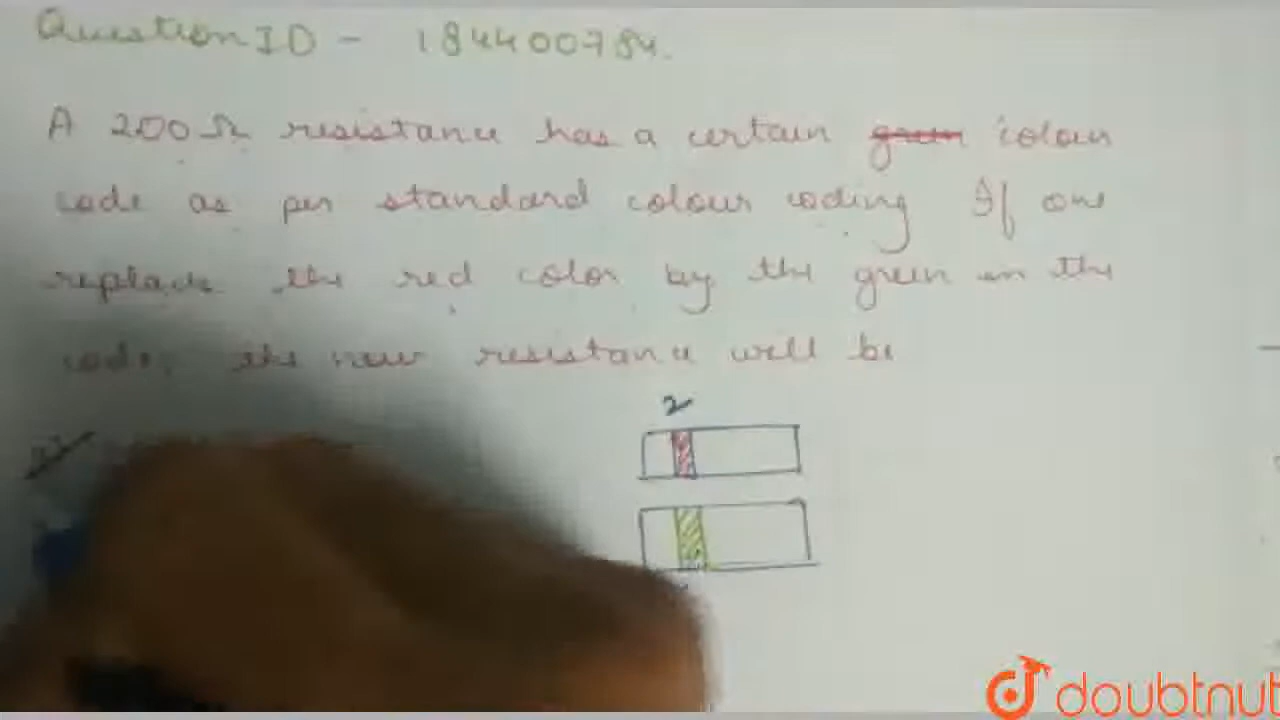 Question ID - 184400784.
A 200 Ω resistance has a certain green colour
code as per standard colour coding If one
replace the red color by the green in the
code, the new resistance will be
2
doubtnut